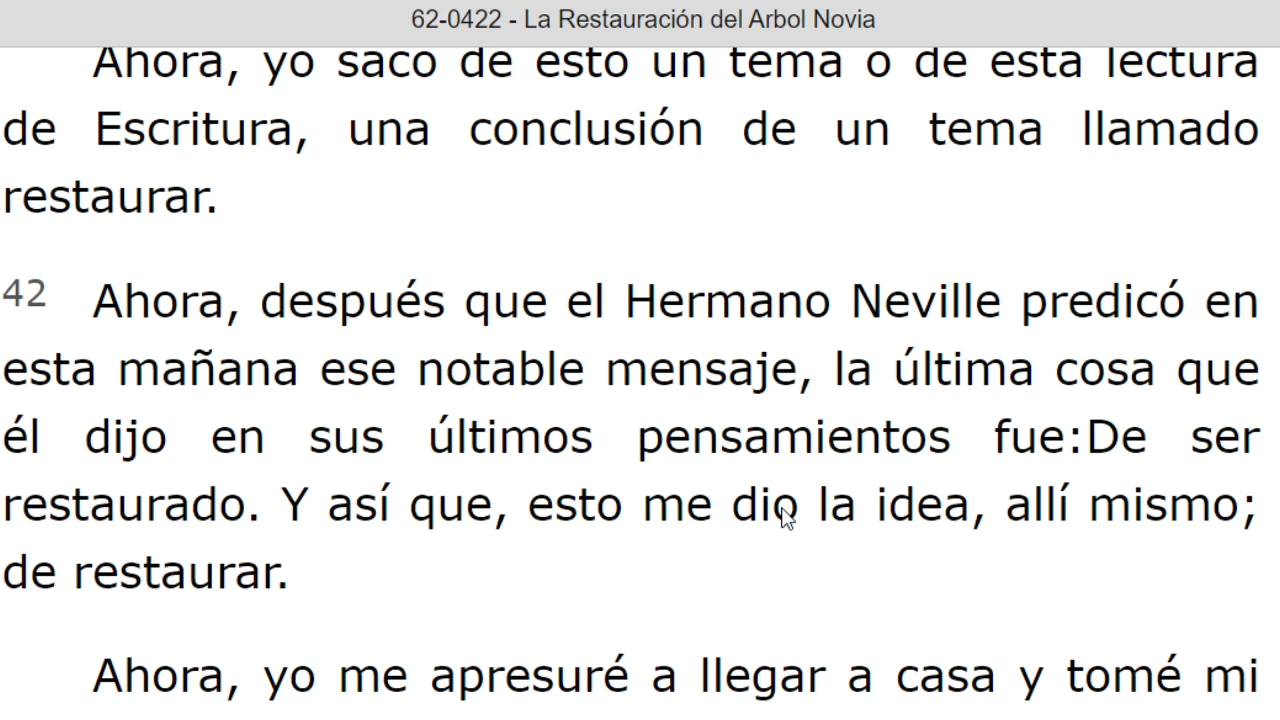 62-0422 - La Restauración del Arbol Novia
Ahora, yo saco de esto un tema o de esta lectura
de Escritura, una conclusión de un tema llamado
restaurar.
42 Ahora, después que el Hermano Neville predicó en
esta mañana ese notable mensaje, la última cosa que
él dijo en sus últimos pensamientos fue:De ser
restaurado. Y así que, esto me dio la idea, allí mismo;
de restaurar.
Ahora, yo me apresuré a llegar a casa y tomé mi